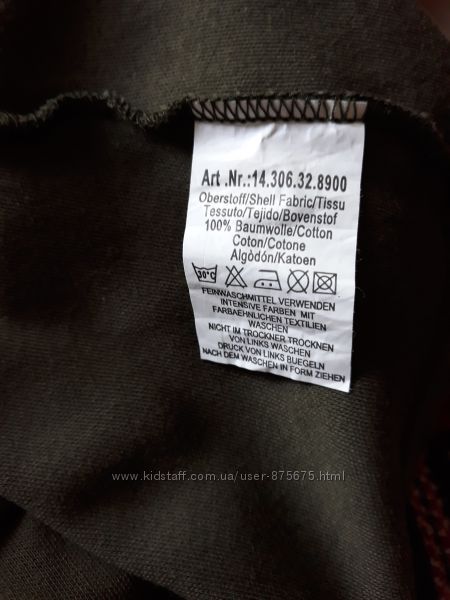 Art .Nr.:14.306.32.8900
Oberstoff/Shell Fabric/Tissu
Tessuto/Tejido/Bovenstof
100% Baumwolle/Cotton
Coton/Cotone
Algòdón/Katoen
30°C
FEINWASCHMITTEL VERWENDEN
INTENSIVE FARBEN MIT
FARBAEHNLICHEN TEXTILIEN
WASCHEN
NICHT IM TROCKNER TROCKNEN
VON LINKS WASCHEN
DRUCK VON LINKS BUEGELN
NACH DEM WASCHEN IN FORM ZIEHEN
www.kidstaff.com.ua/user-875675.html